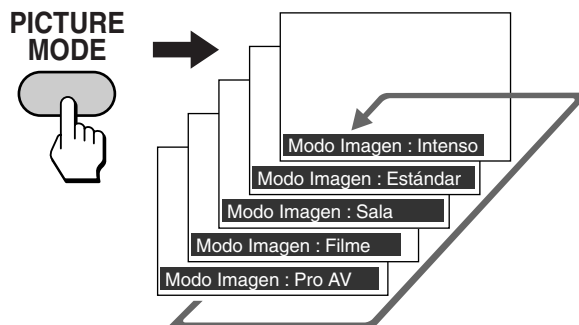 PICTURE
MODE
Modo Imagen : Intenso
Modo Imagen : Estándar
Modo Imagen : Sala
Modo Imagen : Filme
Modo Imagen : Pro AV